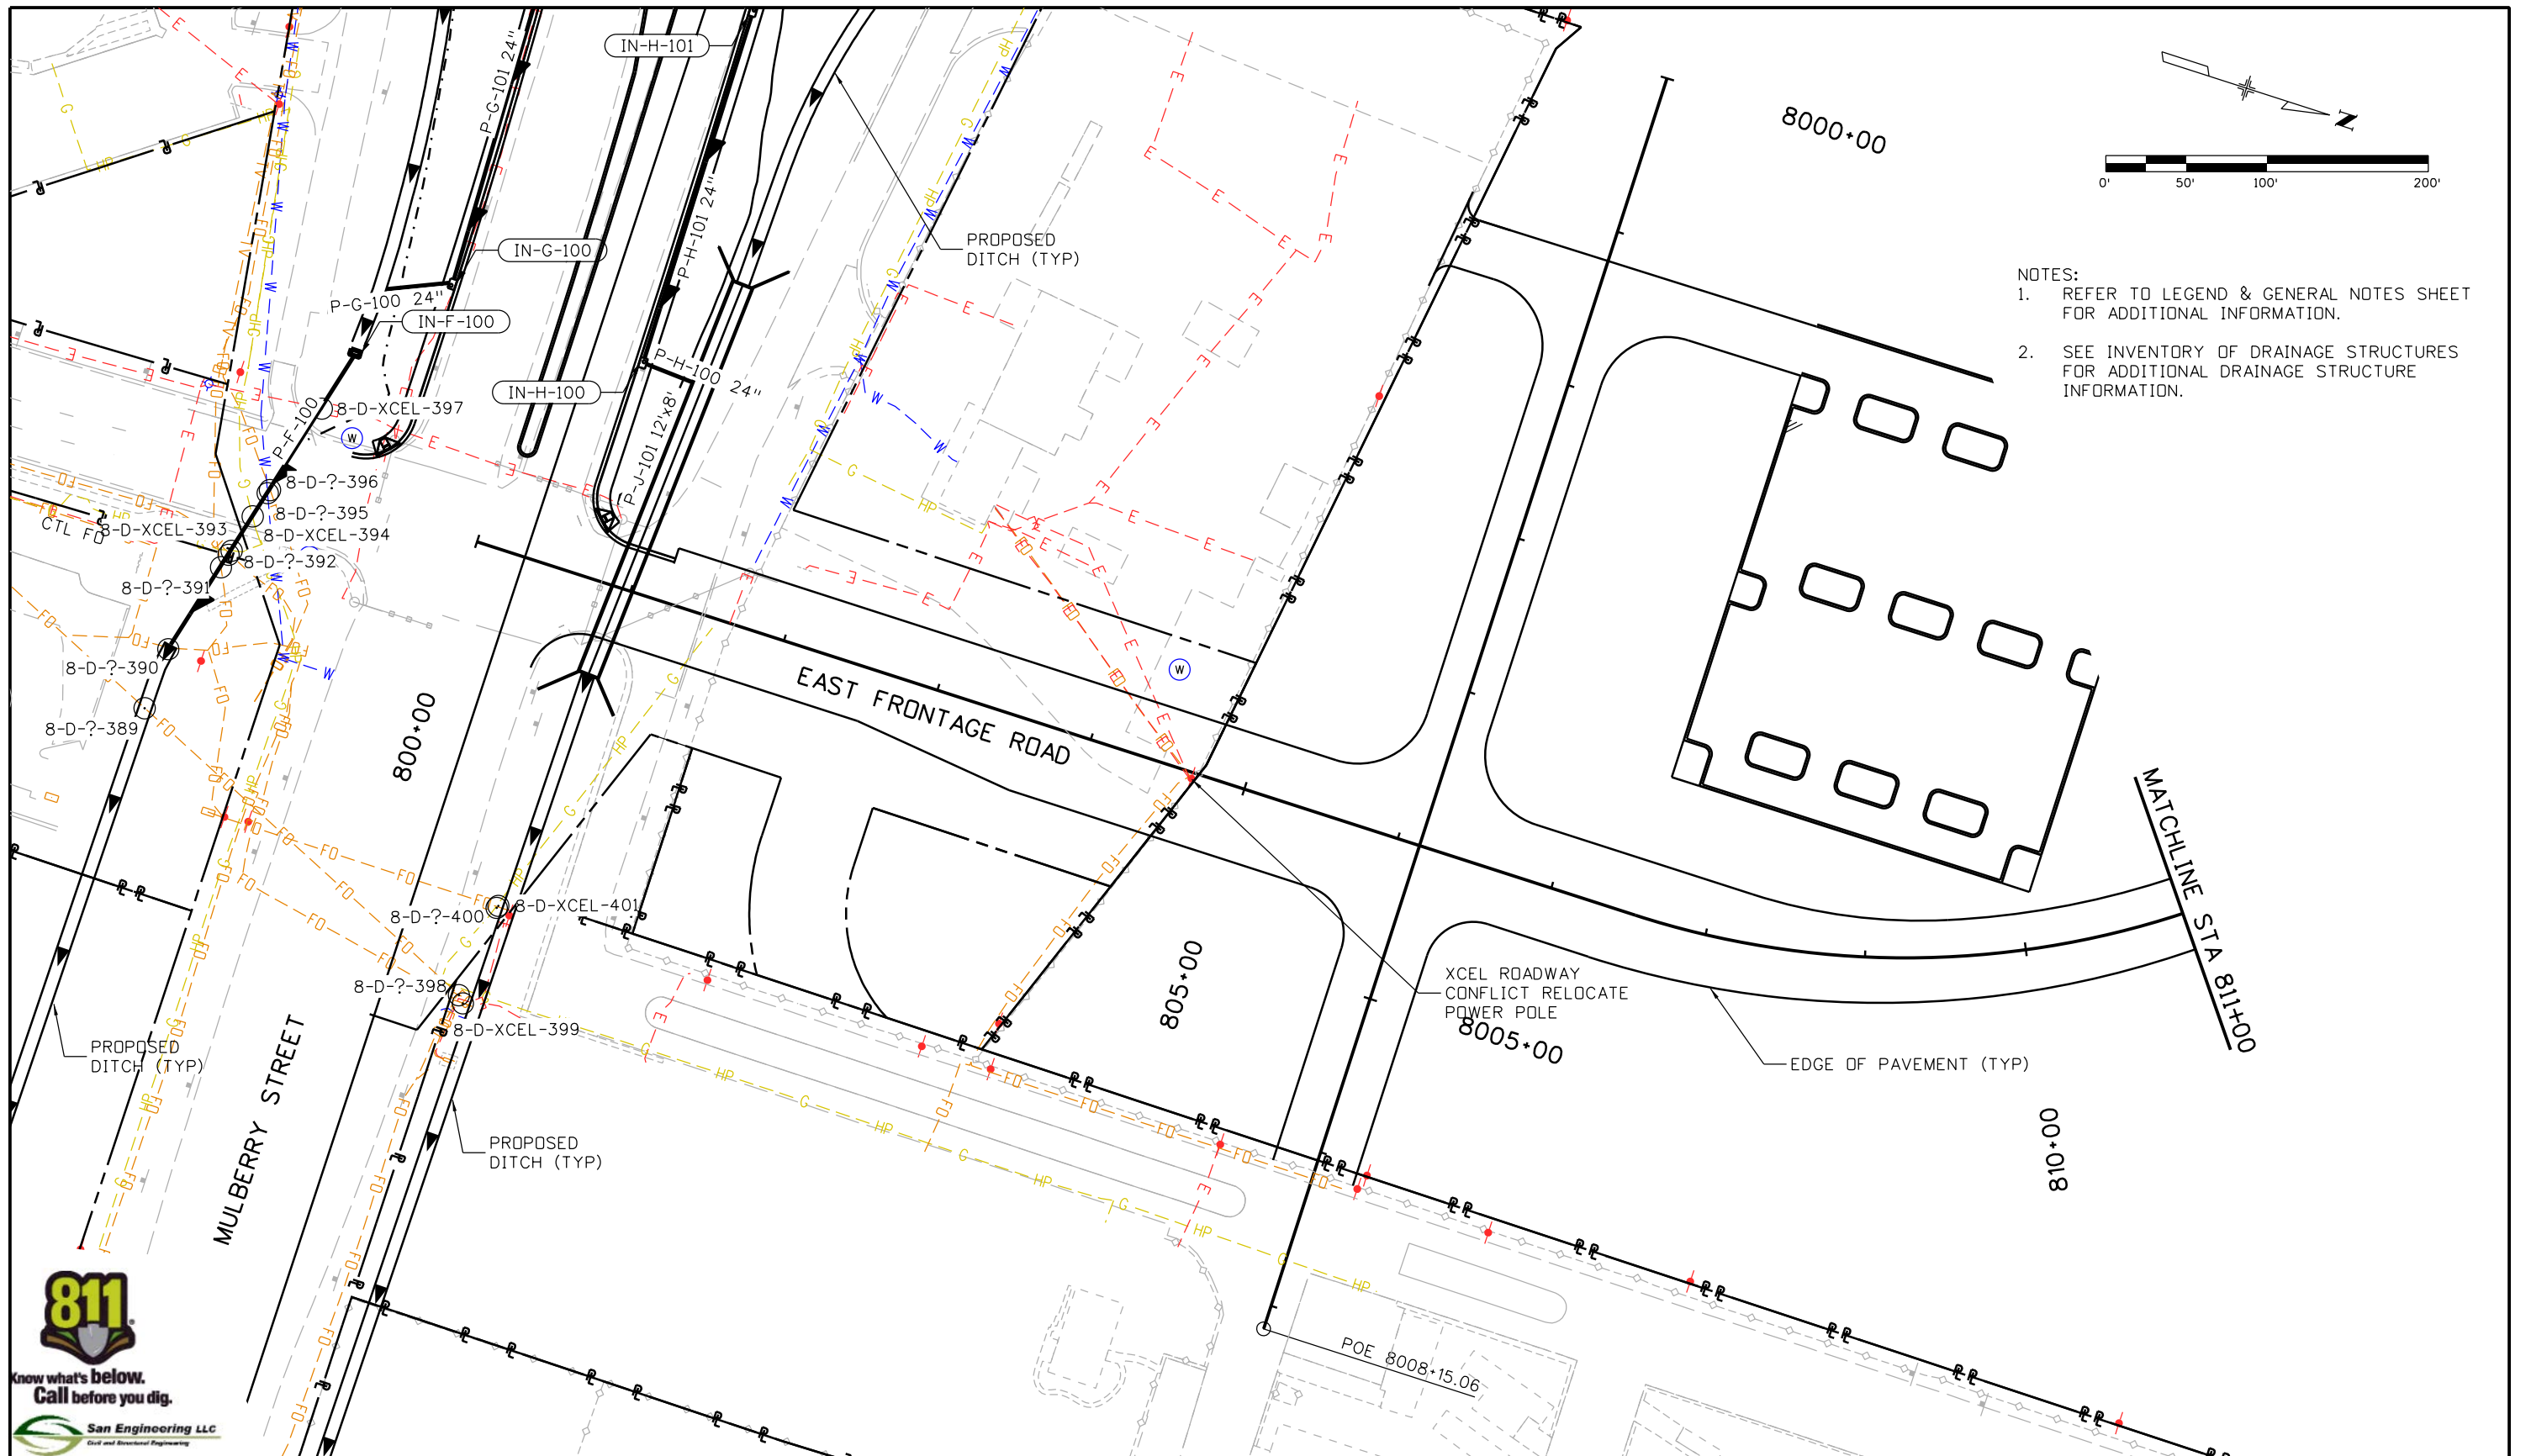 IN-H-101
P-G-101 24"
8000+00
N
0' 50' 100' 200'
P-H-101 24"
IN-G-100
PROPOSED
DITCH (TYP)
NOTES:
1. REFER TO LEGEND & GENERAL NOTES SHEET
FOR ADDITIONAL INFORMATION.
2. SEE INVENTORY OF DRAINAGE STRUCTURES
FOR ADDITIONAL DRAINAGE STRUCTURE
INFORMATION.
P-G-100 24"
IN-F-100
P-H-100 24"
IN-H-100
8-D-XCEL-397
P-F-100
P-J-101 12'x8'
W
8-D-?-396
8-D-?-395
CTL FO
8-D-XCEL-393
8-D-XCEL-394
8-D-?-392
8-D-?-391
8-D-?-390
W
8-D-?-389
800+00
EAST FRONTAGE ROAD
MATCHLINE STA 811+00
8-D-?-400
8-D-XCEL-401
8-D-?-398
8-D-XCEL-399
805+00
XCEL ROADWAY
CONFLICT RELOCATE
POWER POLE
8005+00
EDGE OF PAVEMENT (TYP)
PROPOSED
DITCH (TYP)
MULBERRY STREET
PROPOSED
DITCH (TYP)
810+00
811
Know what's below.
Call before you dig.
POE 8008+15.06
San Engineering LLC
Civil and Structural Engineering